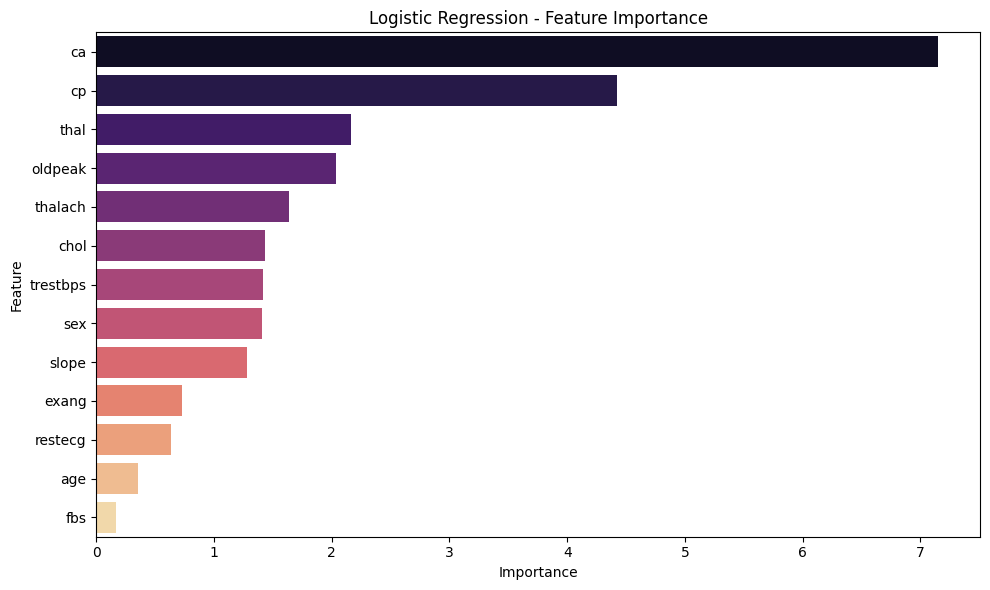 Logistic Regression - Feature Importance
ca
cp
thal
oldpeak
thalach
chol
trestbps
sex
slope
exang
restecg
age
fbs
Feature
0 1 2 3 4 5 6 7
Importance